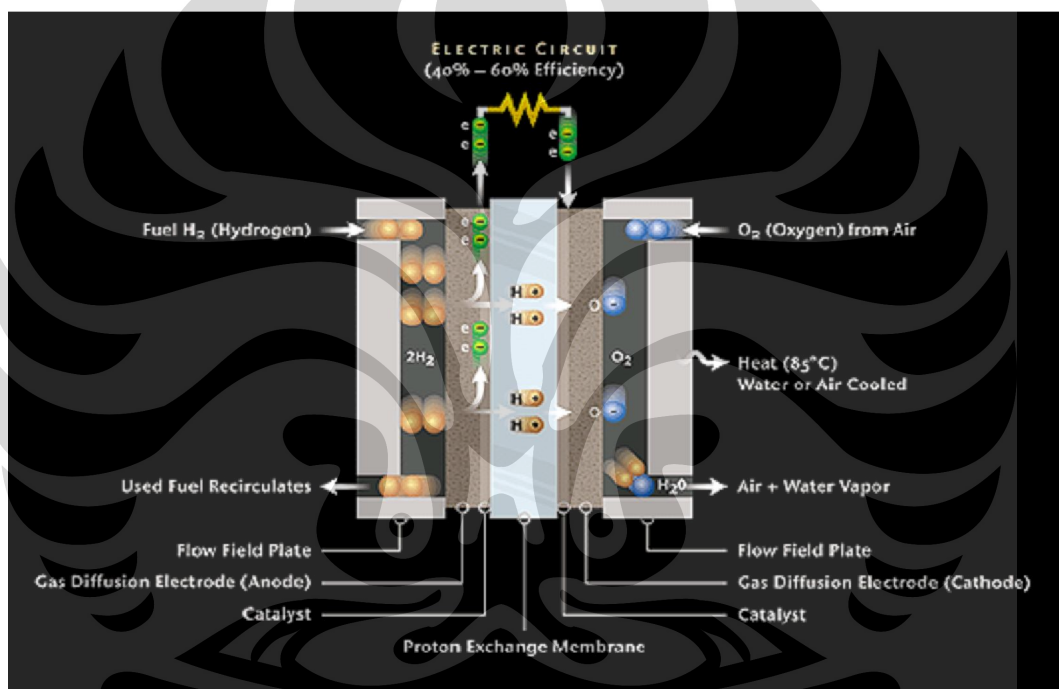 ELECTRIC CIRCUIT
(40% – 60% Efficiency)
e
e
e
e
Fuel H₂ (Hydrogen)
e
e
O₂ (Oxygen) from Air
H
H
O
e
e
2H₂
O₂
Heat (85°C)
Water or Air Cooled
H
H
O
Used Fuel Recirculates
H₂0
Air + Water Vapor
Flow Field Plate
Flow Field Plate
Gas Diffusion Electrode (Anode)
Gas Diffusion Electrode (Cathode)
Catalyst
Catalyst
Proton Exchange Membrane